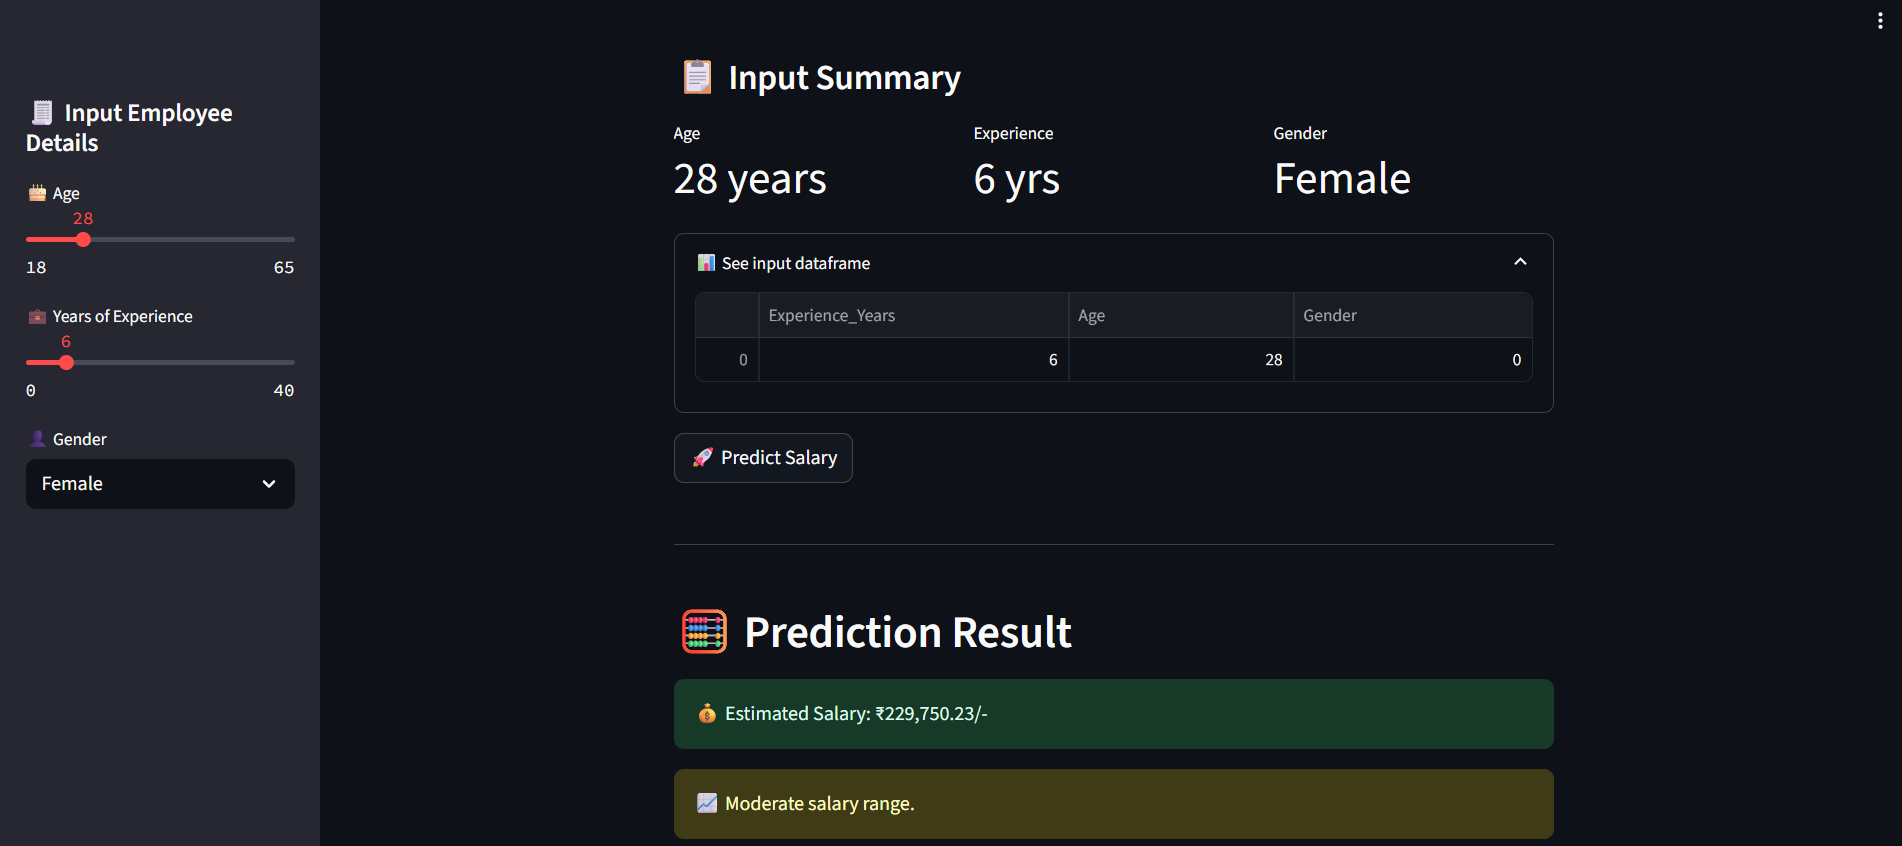 Input Employee
Details
Age
28
18 65
Years of Experience
6
0 40
Gender
Female
Input Summary
Age Experience Gender
28 years 6 yrs Female
See input dataframe
Experience_Years Age Gender
0 6 28 0
Predict Salary
Prediction Result
Estimated Salary: ₹229,750.23/-
Moderate salary range.